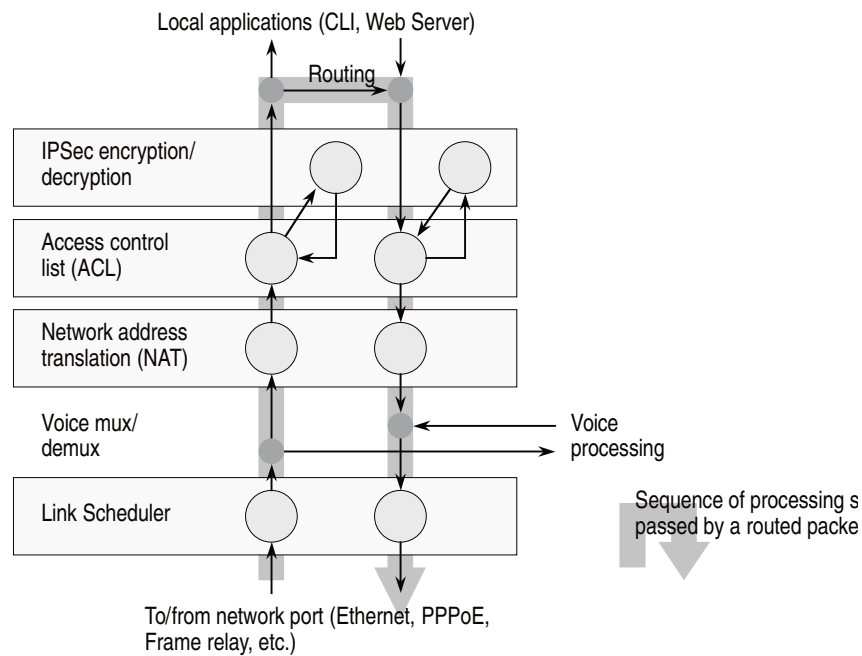 Local applications (CLI, Web Server)
Routing
IPSec encryption/
decryption
Access control
list (ACL)
Network address
translation (NAT)
Voice mux/
demux
Voice
processing
Link Scheduler
Sequence of processing s
passed by a routed packe
To/from network port (Ethernet, PPPoE,
Frame relay, etc.)